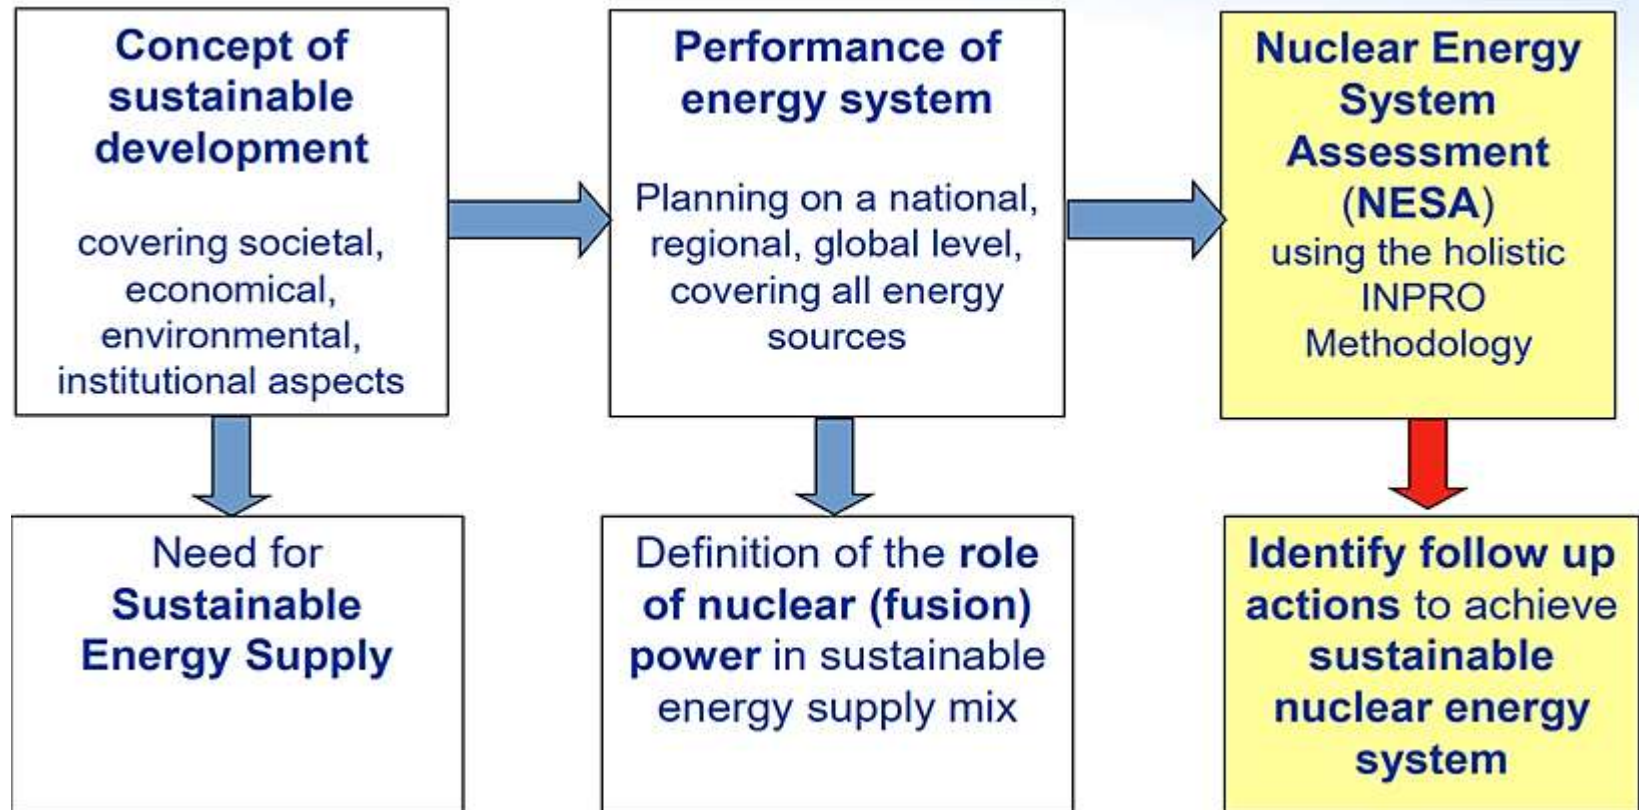 Concept of
sustainable
development
covering societal,
economical,
environmental,
institutional aspects
Performance of
energy system
Planning on a national,
regional, global level,
covering all energy
sources
Nuclear Energy
System
Assessment
(NESA)
using the holistic
INPRO
Methodology
Need for
Sustainable
Energy Supply
Definition of the role
of nuclear (fusion)
power in sustainable
energy supply mix
Identify follow up
actions to achieve
sustainable
nuclear energy
system